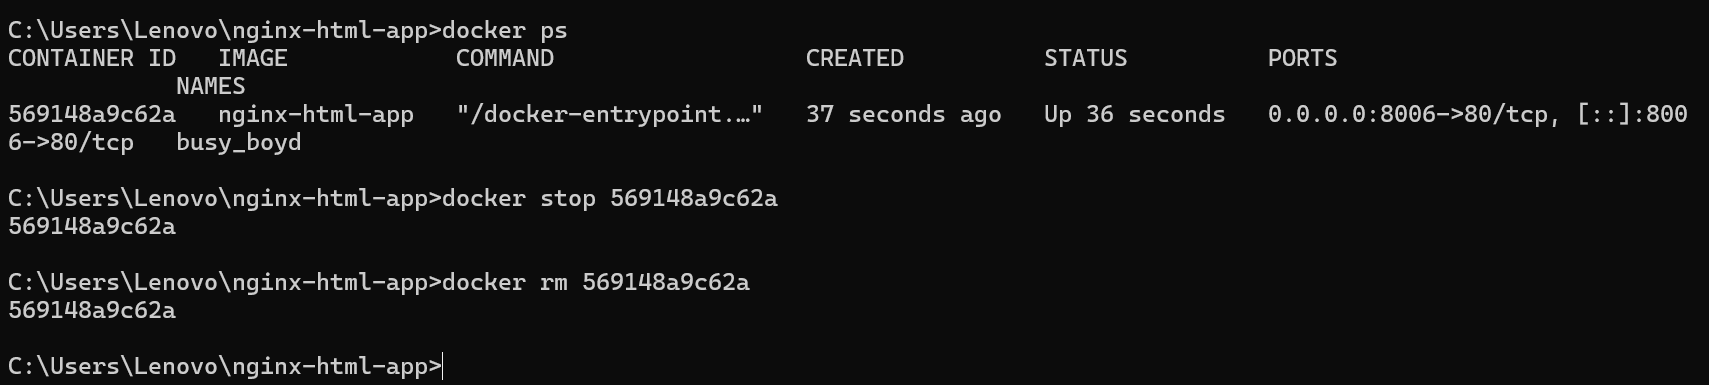 C:\Users\Lenovo\nginx-html-app>docker ps
CONTAINER ID   IMAGE            COMMAND                  CREATED          STATUS          PORTS
            NAMES
569148a9c62a   nginx-html-app   "/docker-entrypoint.…"   37 seconds ago   Up 36 seconds   0.0.0.0:8006->80/tcp, [::]:800
6->80/tcp   busy_boyd
C:\Users\Lenovo\nginx-html-app>docker stop 569148a9c62a
569148a9c62a
C:\Users\Lenovo\nginx-html-app>docker rm 569148a9c62a
569148a9c62a
C:\Users\Lenovo\nginx-html-app>